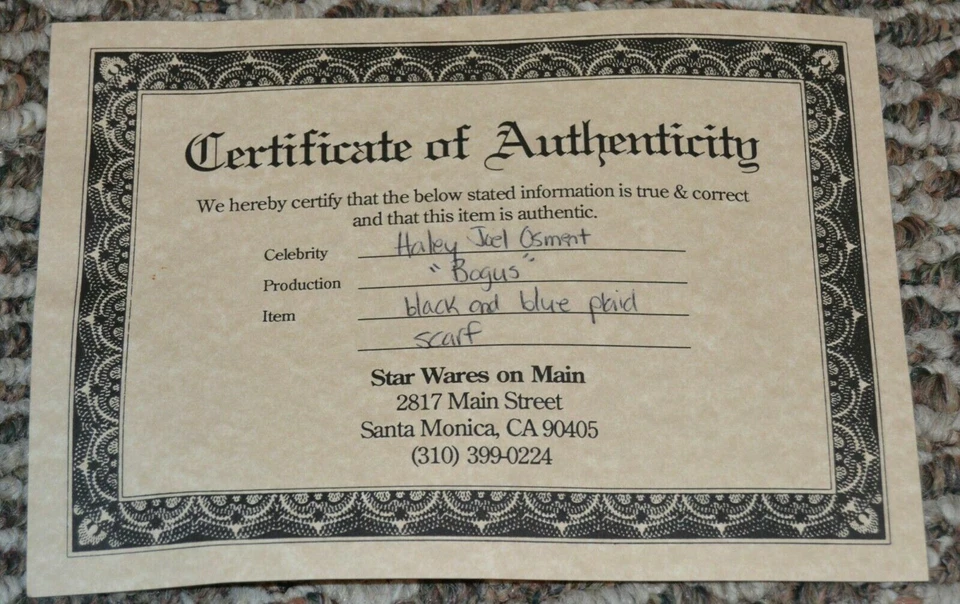 Certificate of Authenticity
We hereby certify that the below stated information is true & correct
and that this item is authentic.
Celebrity Haley Joel Osment
Production "Bogus"
Item black and blue plaid
scarf
Star Wares on Main
2817 Main Street
Santa Monica, CA 90405
(310) 399-0224